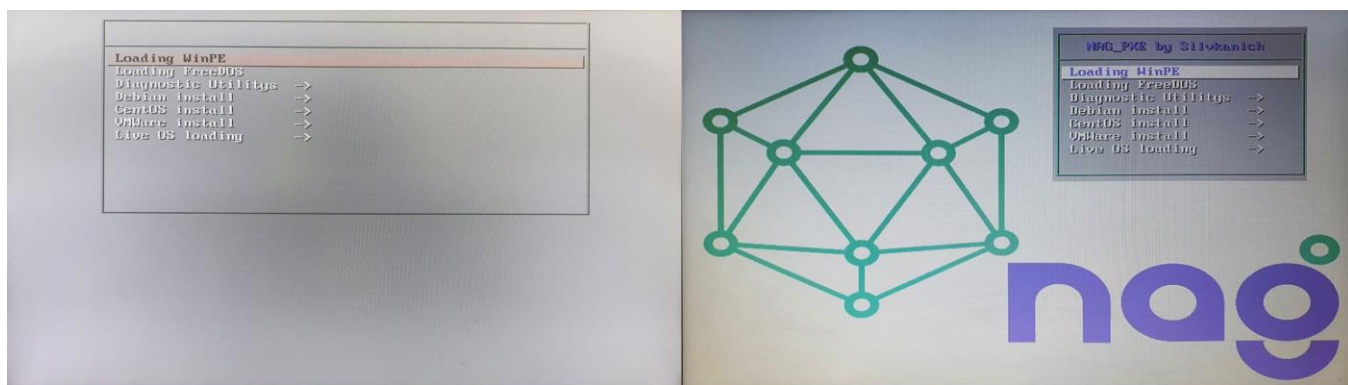 Loading WinPE
Loading FreeDOS
Diagnostic Utilitys ->
Debian install ->
CentOS install ->
VMWare install ->
Live OS loading ->
NAG_PXE by Slivkanich
Loading WinPE
Loading FreeDOS
Diagnostic Utilitys ->
Debian install ->
CentOS install ->
VMWare install ->
Live OS loading ->
nag